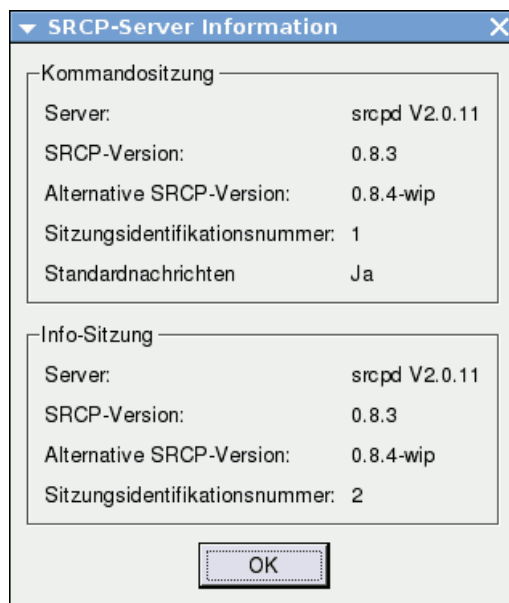 SRCP-Server Information
Kommandositzung
Server: srcpd V2.0.11
SRCP-Version: 0.8.3
Alternative SRCP-Version: 0.8.4-wip
Sitzungsidentifikationsnummer: 1
Standardnachrichten Ja
Info-Sitzung
Server: srcpd V2.0.11
SRCP-Version: 0.8.3
Alternative SRCP-Version: 0.8.4-wip
Sitzungsidentifikationsnummer: 2
OK